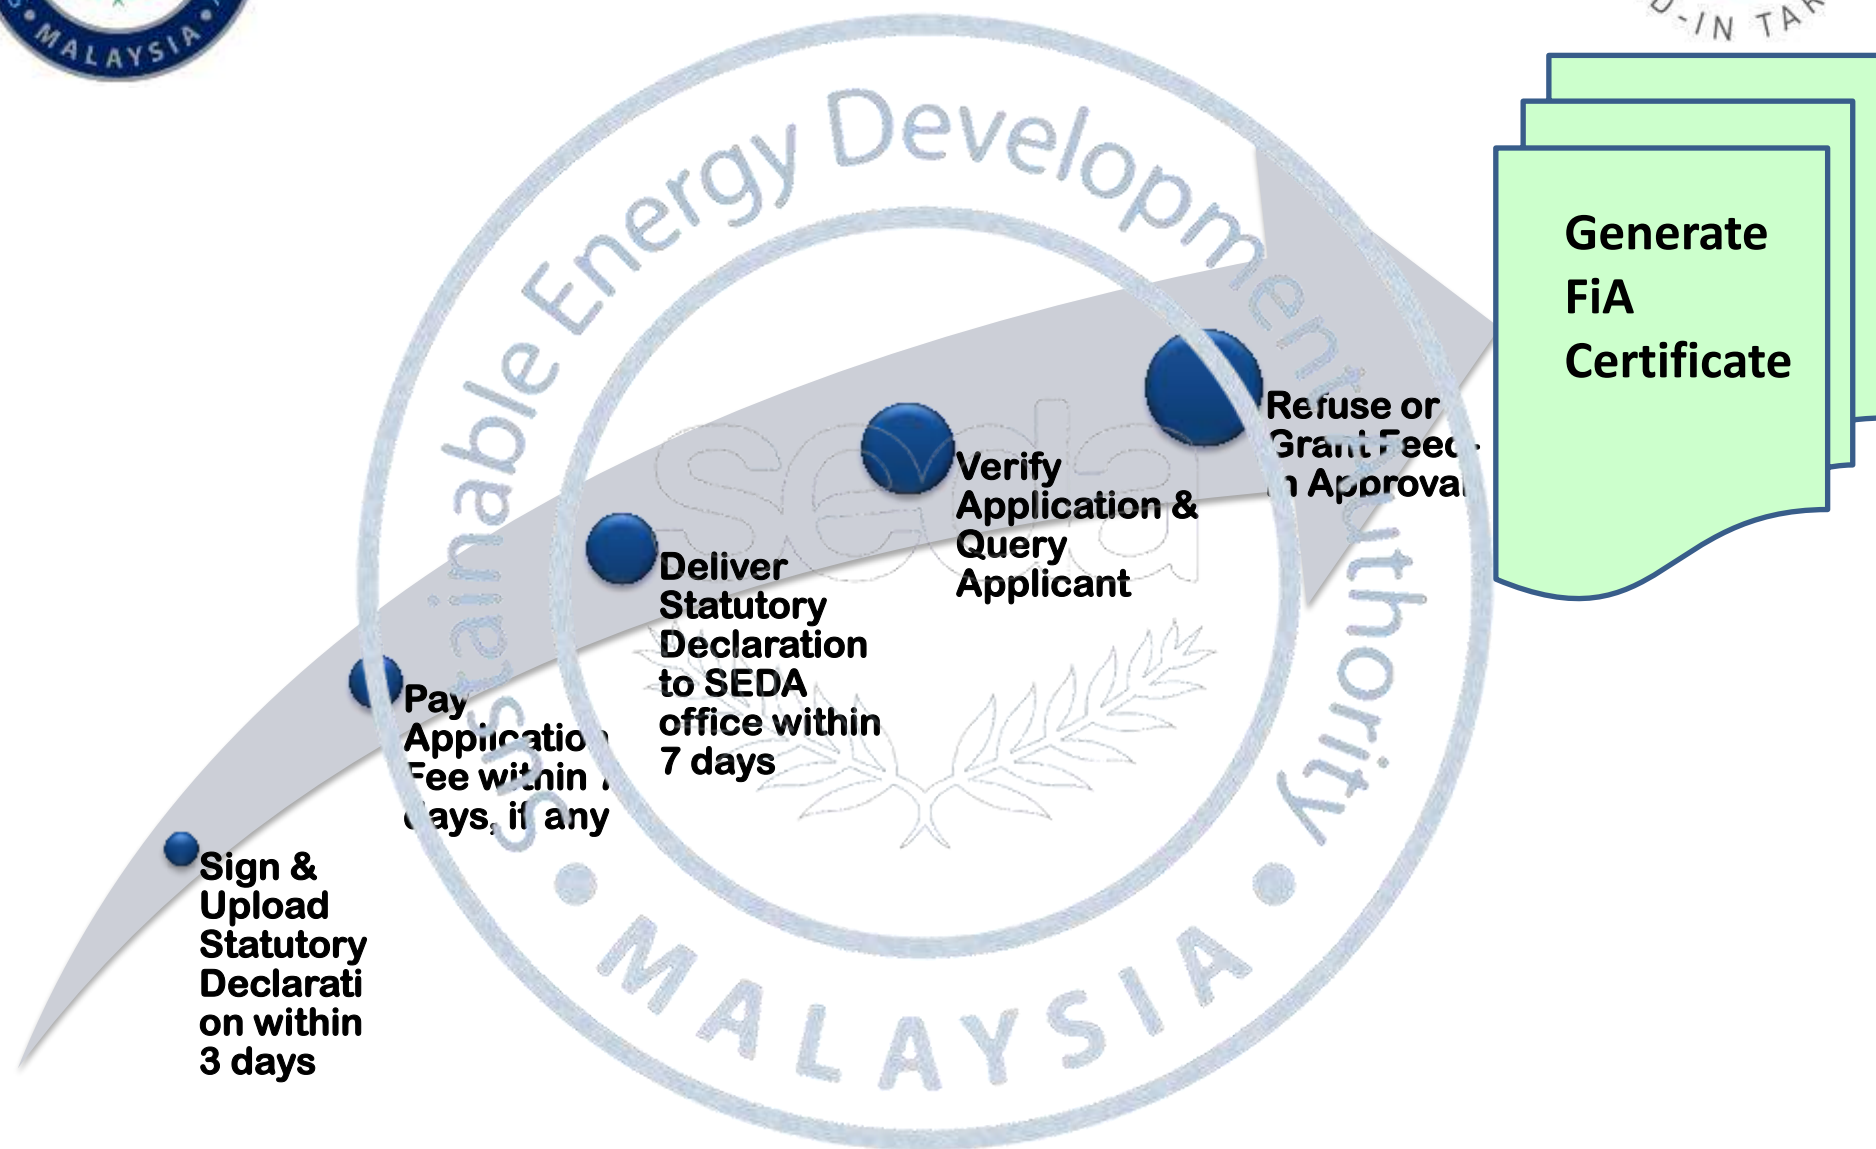 MALAYSIA
D-IN TAR
Sustainable Energy Development Authority
MALAYSIA
seda
Generate
FiA
Certificate
Refuse or
Grant Feed-
in Approval
Verify
Application &
Query
Applicant
Deliver
Statutory
Declaration
to SEDA
office within
7 days
Pay
Application
Fee within
days, if any
Sign &
Upload
Statutory
Declarati
on within
3 days